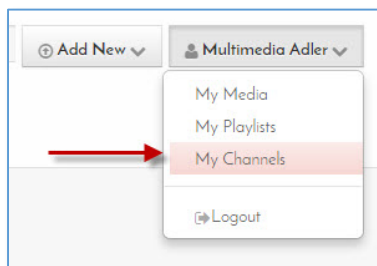 Add New
Multimedia Adler
My Media
My Playlists
My Channels
Logout